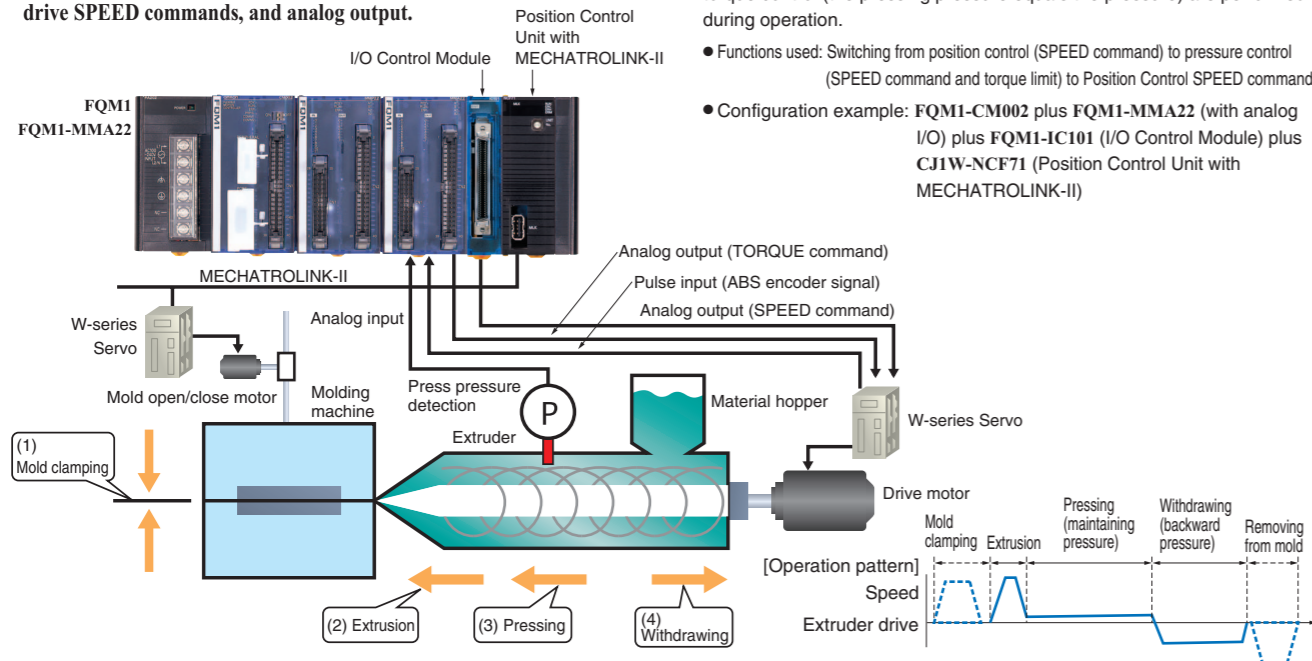 drive SPEED commands, and analog output.
during operation.
● Functions used: Switching from position control (SPEED command) to pressure control
(SPEED command and torque limit) to Position Control SPEED command
● Configuration example: FQM1-CM002 plus FQM1-MMA22 (with analog
I/O) plus FQM1-IC101 (I/O Control Module) plus
CJ1W-NCF71 (Position Control Unit with
MECHATROLINK-II)
Position Control
Unit with
MECHATROLINK-II
I/O Control Module
FQM1
FQM1-MMA22
FQM1
FQM1
FQM1
MECHATROLINK-II
Analog output (TORQUE command)
Pulse input (ABS encoder signal)
Analog output (SPEED command)
Analog input
W-series
Servo
Mold open/close motor
Molding
machine
Press pressure
detection
P
Extruder
Material hopper
W-series Servo
Drive motor
(1)
Mold clamping
(2) Extrusion
(3) Pressing
(4)
Withdrawing
[Operation pattern]
Mold
clamping
Extrusion
Pressing
(maintaining
pressure)
Withdrawing
(backward
pressure)
Removing
from mold
Speed
Extruder drive